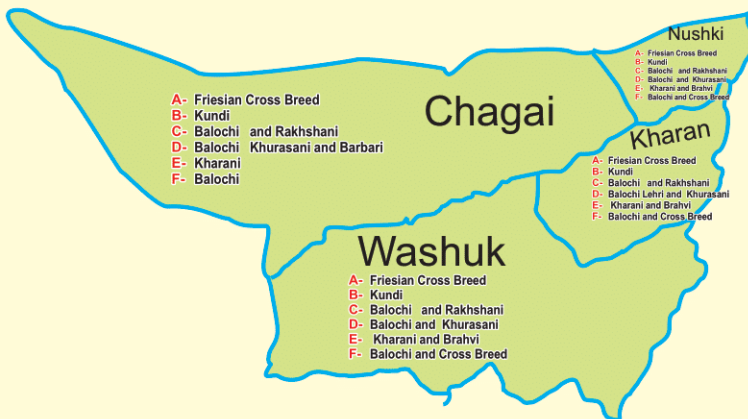 Nushki
A- Friesian Cross Breed
B- Kundi
C- Balochi and Rakhshani
D- Balochi and Khurasani
E- Kharani and Brahvi
F- Balochi and Cross Breed
Chagai
A- Friesian Cross Breed
B- Kundi
C- Balochi and Rakhshani
D- Balochi Khurasani and Barbari
E- Kharani
F- Balochi
Kharan
A- Friesian Cross Breed
B- Kundi
C- Balochi and Rakhshani
D- Balochi Lehri and Khurasani
E- Kharani and Brahvi
F- Balochi and Cross Breed
Washuk
A- Friesian Cross Breed
B- Kundi
C- Balochi and Rakhshani
D- Balochi and Khurasani
E- Kharani and Brahvi
F- Balochi and Cross Breed